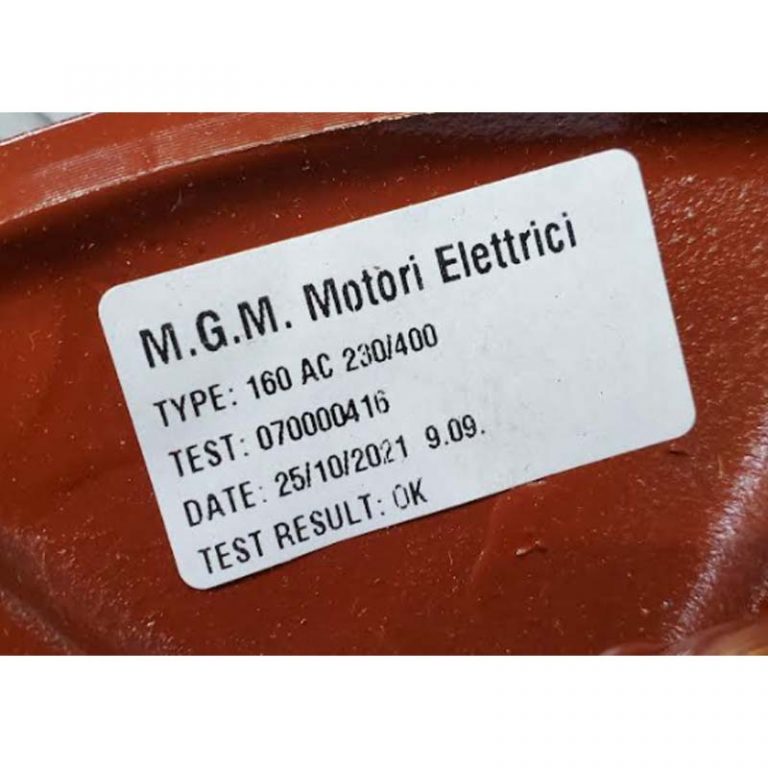 M.G.M. Motori Elettrici
TYPE: 160 AC 230/400
TEST: 070000416
DATE: 25/10/2021 9.09.
TEST RESULT: OK